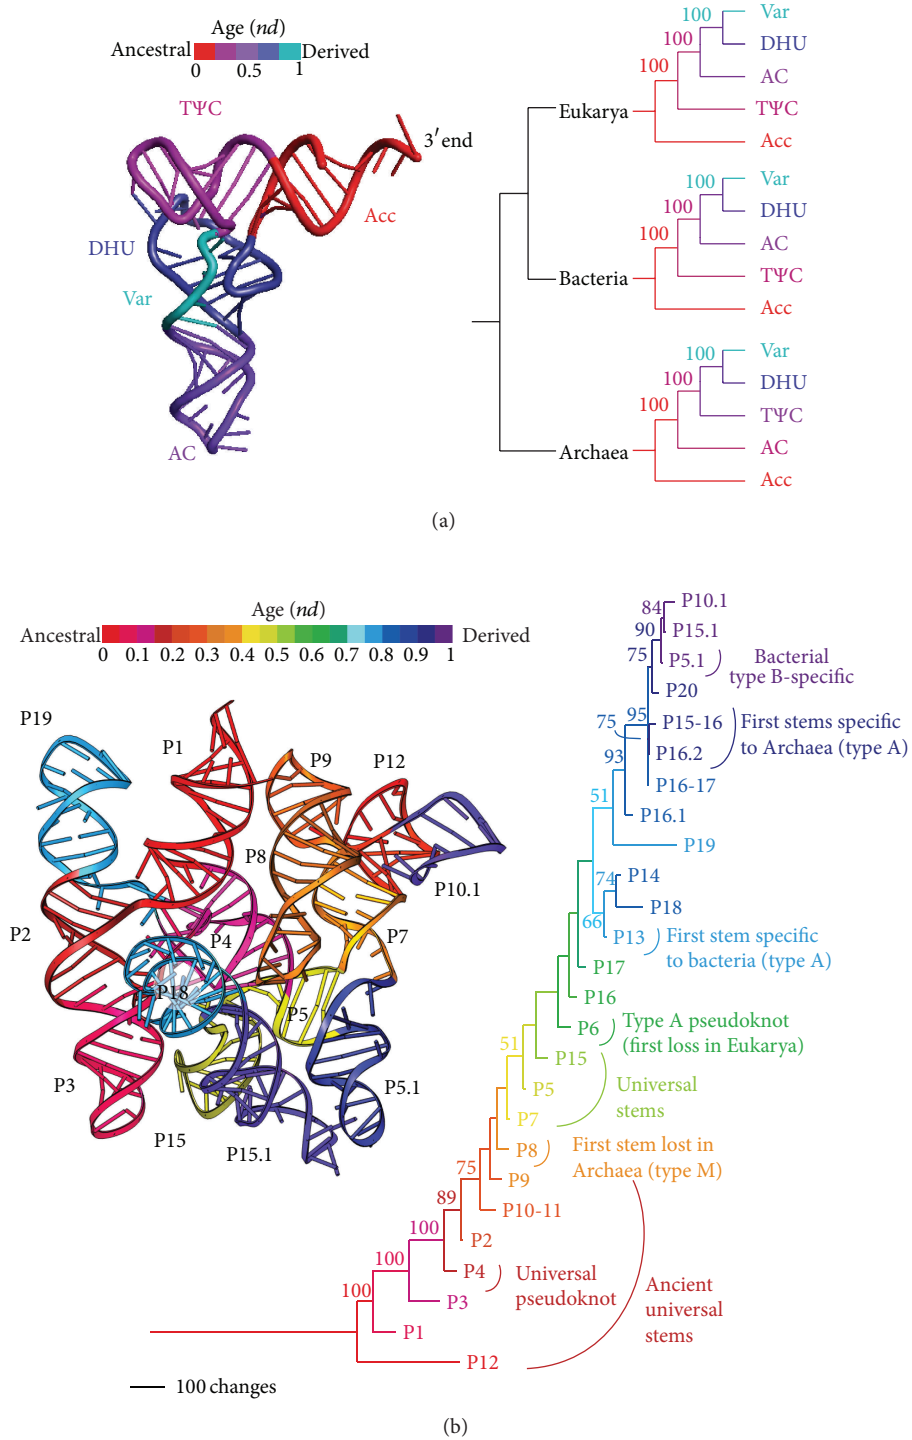 Age (nd)
Ancestral
Derived
0 0.5 1
TΨC
3′ end
Acc
DHU
Var
AC
Eukarya
100
100
100
Var
DHU
AC
TΨC
Acc
Bacteria
100
100
100
Var
DHU
AC
TΨC
Acc
Archaea
100
100
100
Var
DHU
TΨC
AC
Acc
(a)
Age (nd)
Ancestral
Derived
0 0.1 0.2 0.3 0.4 0.5 0.6 0.7 0.8 0.9 1
P19
P1
P9
P12
P8
P10.1
P2
P4
P7
P18
P5
P3
P5.1
P15
P15.1
84
P10.1
90
P15.1
75
P5.1
Bacterial
type B-specific
P20
95
75
P15-16
First stems specific
to Archaea (type A)
P16.2
93
P16-17
51
P16.1
P19
74
P14
P18
66
P13
First stem specific
to bacteria (type A)
P17
P16
P6
Type A pseudoknot
(first loss in Eukarya)
51
P15
P5
Universal
stems
P7
P8
First stem lost in
Archaea (type M)
75
P9
89
P10-11
100
P2
P4
Universal
pseudoknot
100
P3
Ancient
universal
stems
100
P1
P12
100 changes
(b)